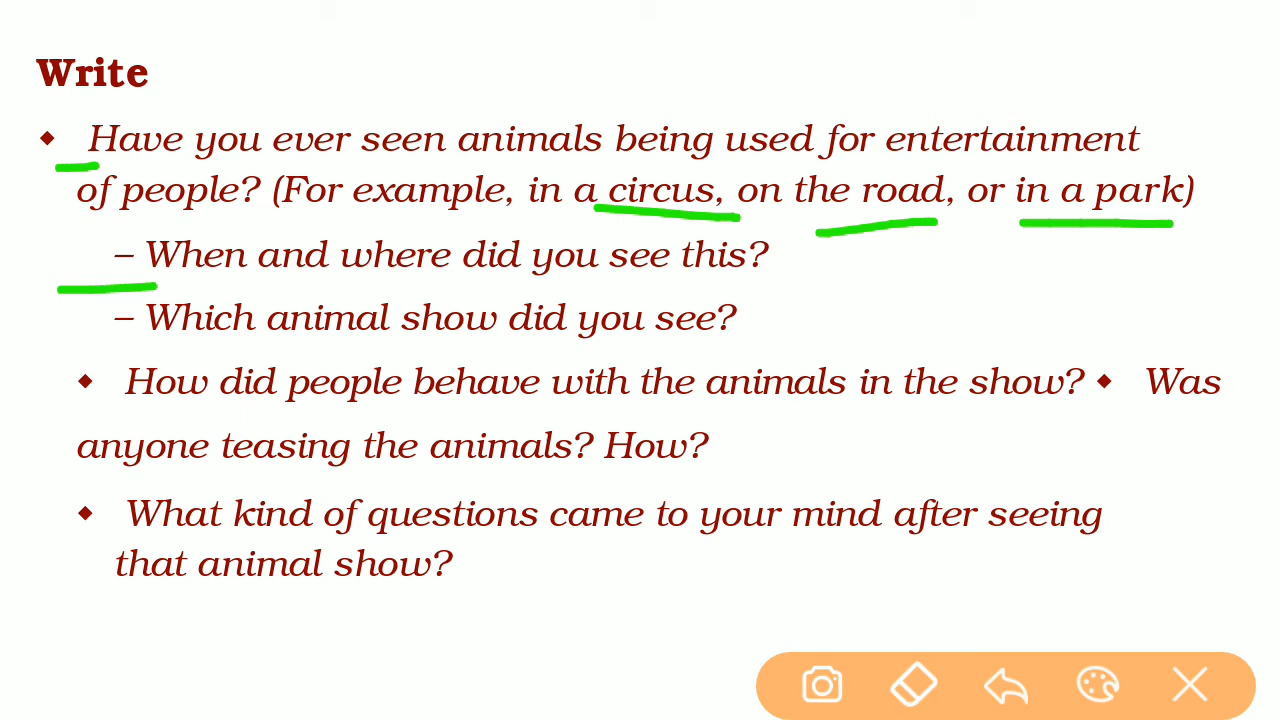 Write
◆ Have you ever seen animals being used for entertainment
of people? (For example, in a circus, on the road, or in a park)
– When and where did you see this?
– Which animal show did you see?
◆ How did people behave with the animals in the show? ◆ Was
anyone teasing the animals? How?
◆ What kind of questions came to your mind after seeing
that animal show?